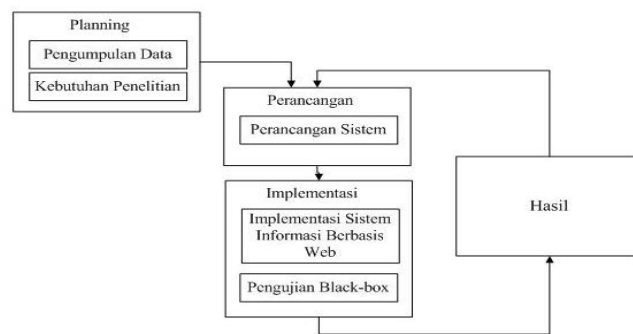 Planning
Pengumpulan Data
Kebutuhan Penelitian
Perancangan
Perancangan Sistem
Implementasi
Implementasi Sistem
Informasi Berbasis
Web
Pengujian Black-box
Hasil